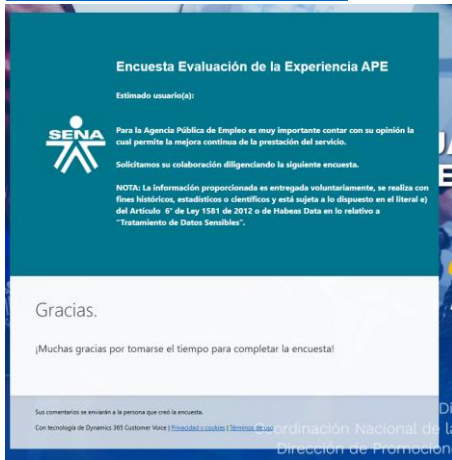 Encuesta Evaluación de la Experiencia APE
Estimado usuario(a):
SENA
Para la Agencia Pública de Empleo es muy importante contar con su opinión la
cual permite la mejora continua de la prestación del servicio.
Solicitamos su colaboración diligenciando la siguiente encuesta.
NOTA: La información proporcionada es entregada voluntariamente, se realiza con
fines históricos, estadísticos o científicos y está sujeta a lo dispuesto en el literal e)
del Artículo 6° de Ley 1581 de 2012 o de Habeas Data en lo relativo a
"Tratamiento de Datos Sensibles".
Gracias.
¡Muchas gracias por tomarse el tiempo para completar la encuesta!
Sus comentarios se enviarán a la persona que creó la encuesta.
Con tecnología de Dynamics 365 Customer Voice | Privacidad y cookies | Términos de uso
Nacional de la
Dirección de